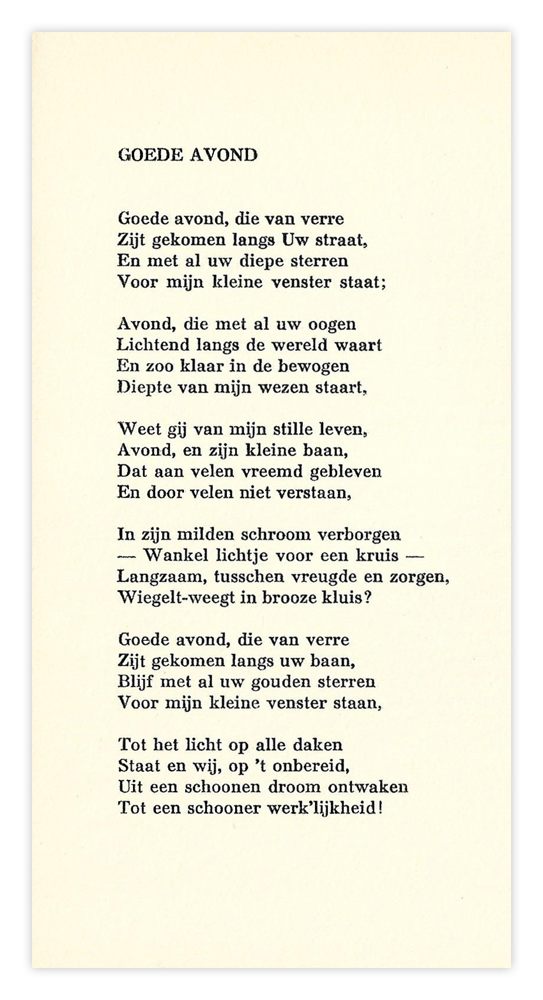 GOEDE AVOND
Goede avond, die van verre
Zijt gekomen langs Uw straat,
En met al uw diepe sterren
Voor mijn kleine venster staat;
Avond, die met al uw oogen
Lichtend langs de wereld waart
En zoo klaar in de bewogen
Diepte van mijn wezen staart,
Weet gij van mijn stille leven,
Avond, en zijn kleine baan,
Dat aan velen vreemd gebleven
En door velen niet verstaan,
In zijn milden schroom verborgen
— Wankel lichtje voor een kruis —
Langzaam, tusschen vreugde en zorgen,
Wiegelt-weegt in brooze kluis?
Goede avond, die van verre
Zijt gekomen langs uw baan,
Blijf met al uw gouden sterren
Voor mijn kleine venster staan,
Tot het licht op alle daken
Staat en wij, op 't onbereid,
Uit een schoonen droom ontwaken
Tot een schooner werk'lijkheid!